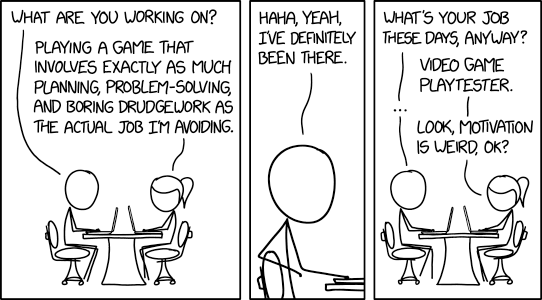 WHAT ARE YOU WORKING ON?
PLAYING A GAME THAT
INVOLVES EXACTLY AS MUCH
PLANNING, PROBLEM-SOLVING,
AND BORING DRUDGEWORK AS
THE ACTUAL JOB I'M AVOIDING.
HAHA, YEAH,
I'VE DEFINITELY
BEEN THERE.
WHAT'S YOUR JOB
THESE DAYS, ANYWAY?
VIDEO GAME
PLAYTESTER.
...
LOOK, MOTIVATION
IS WEIRD, OK?